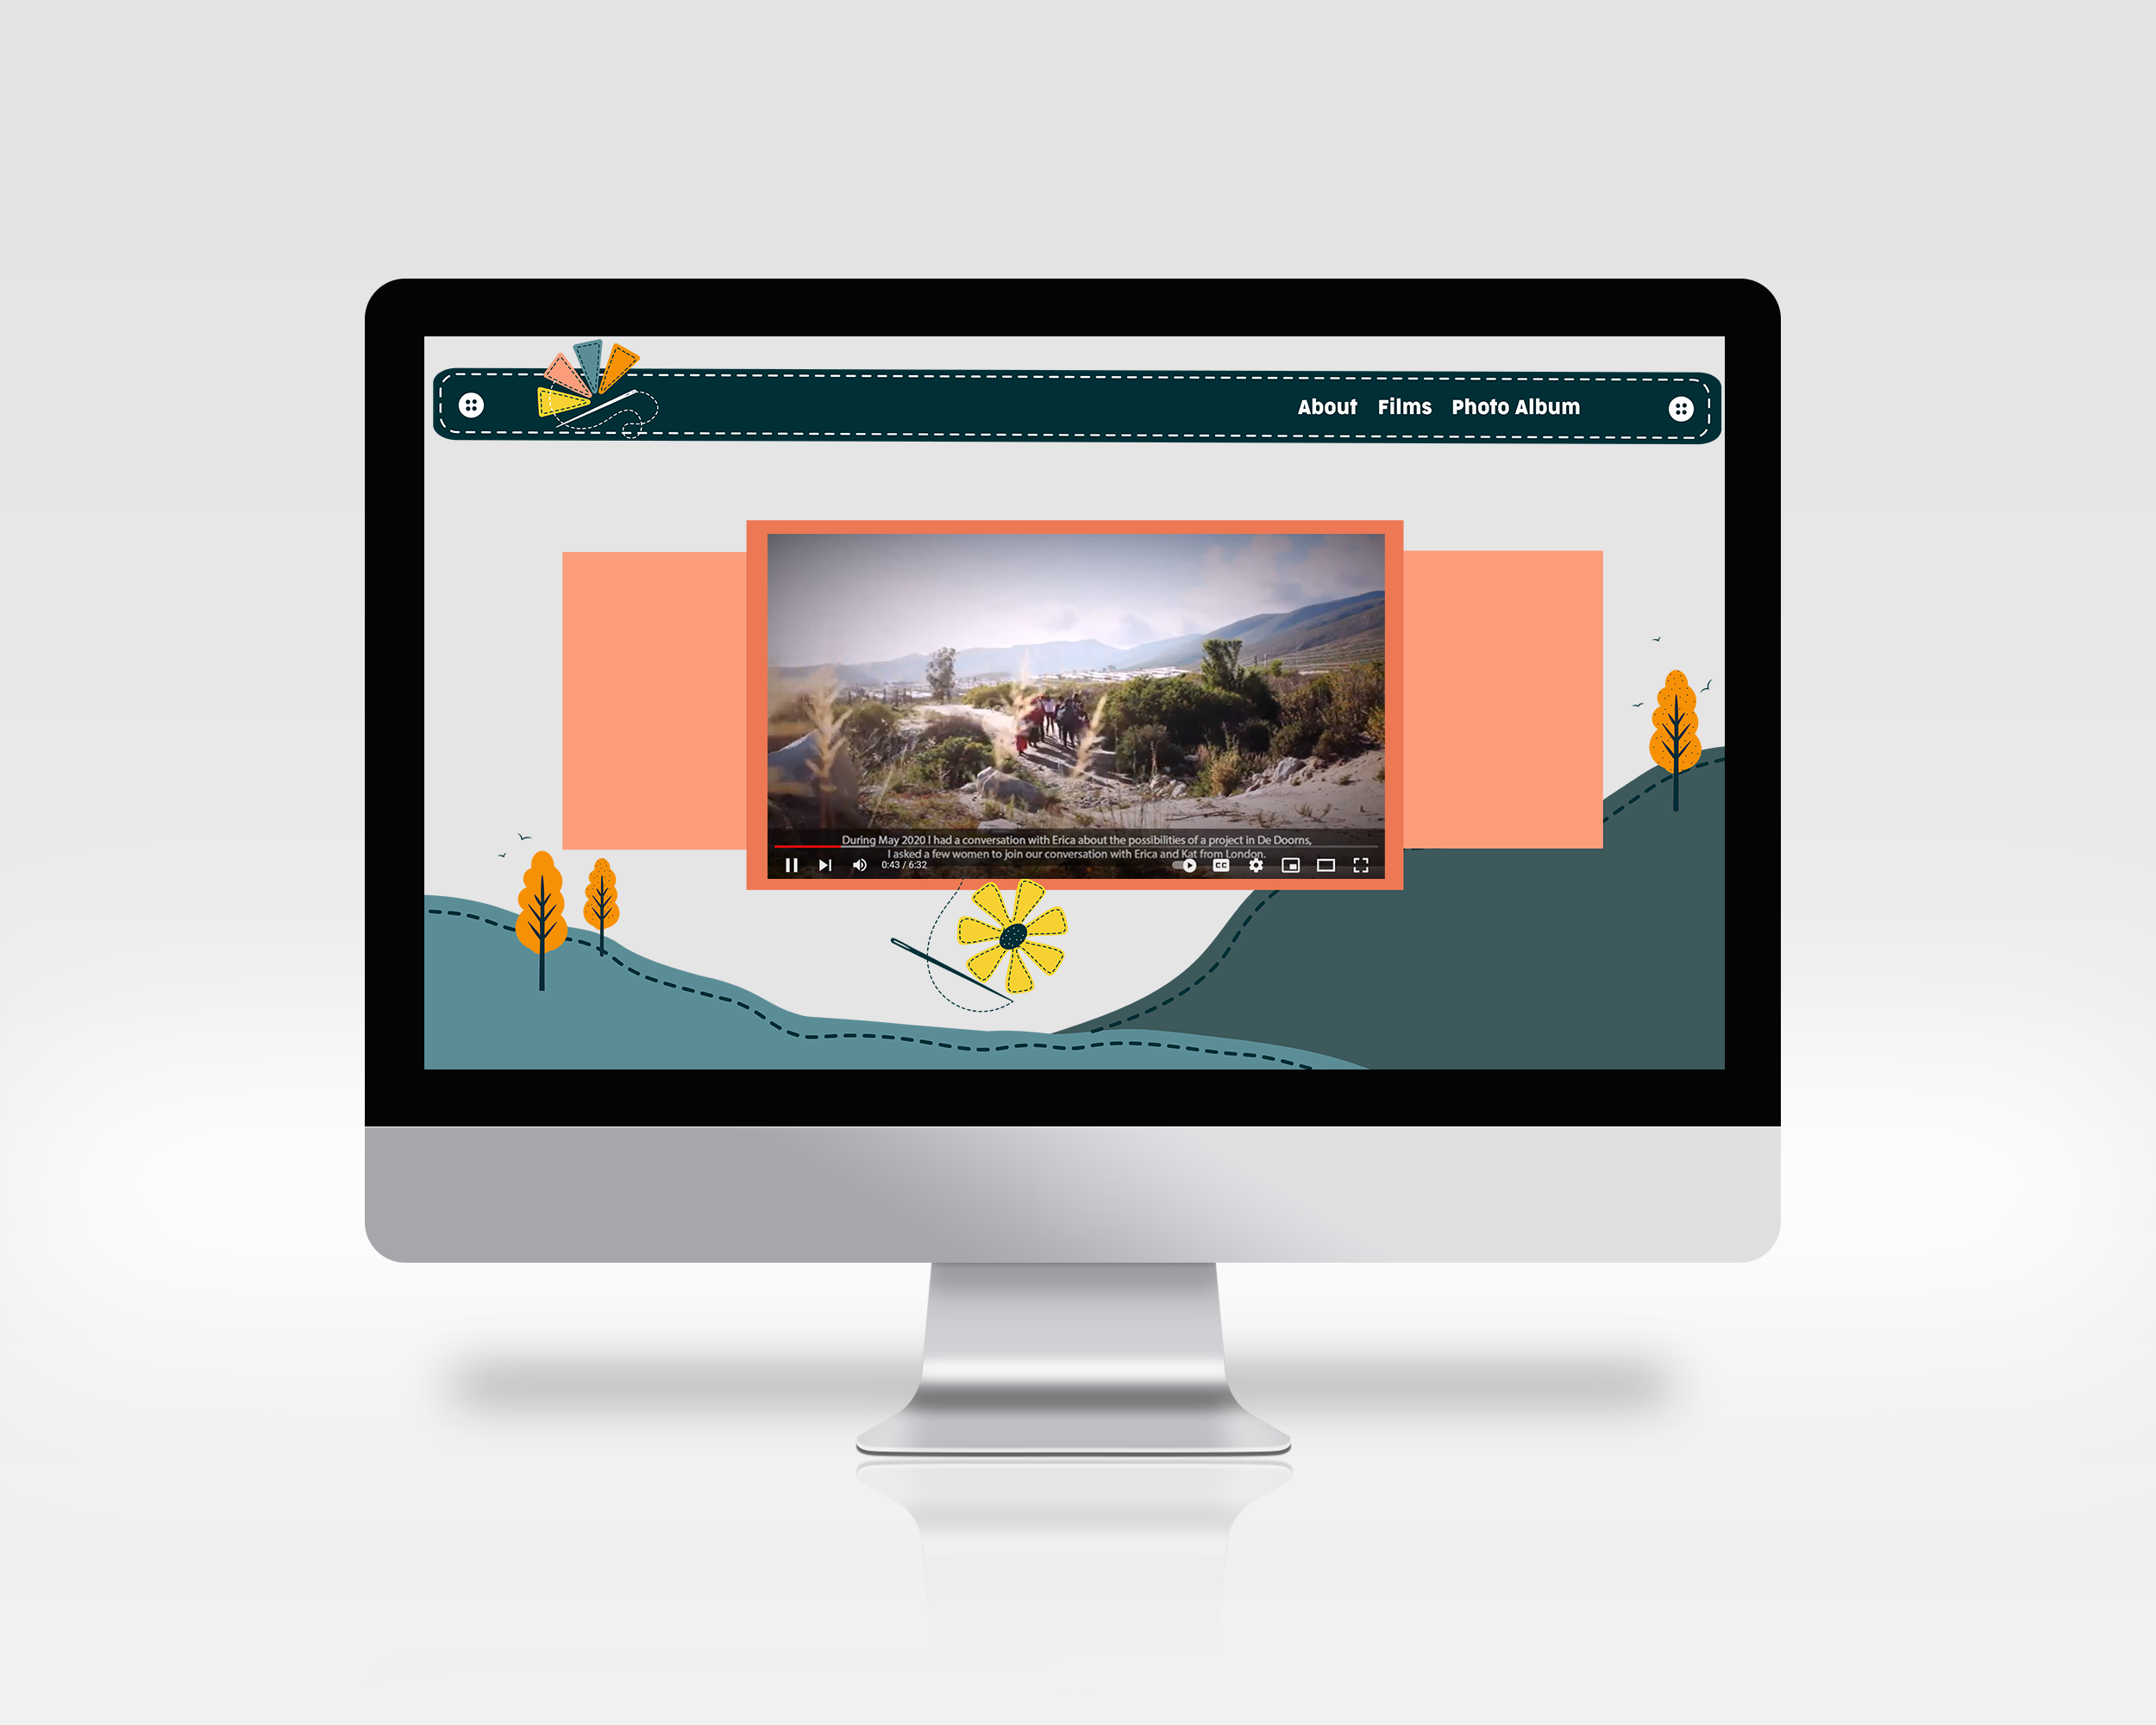 About Films Photo Album
During May 2020 I had a conversation with Erica about the possibilities of a project in De Doorns,
I asked a few women to join our conversation with Erica and Kat from London.
0:43 / 6:32
CC